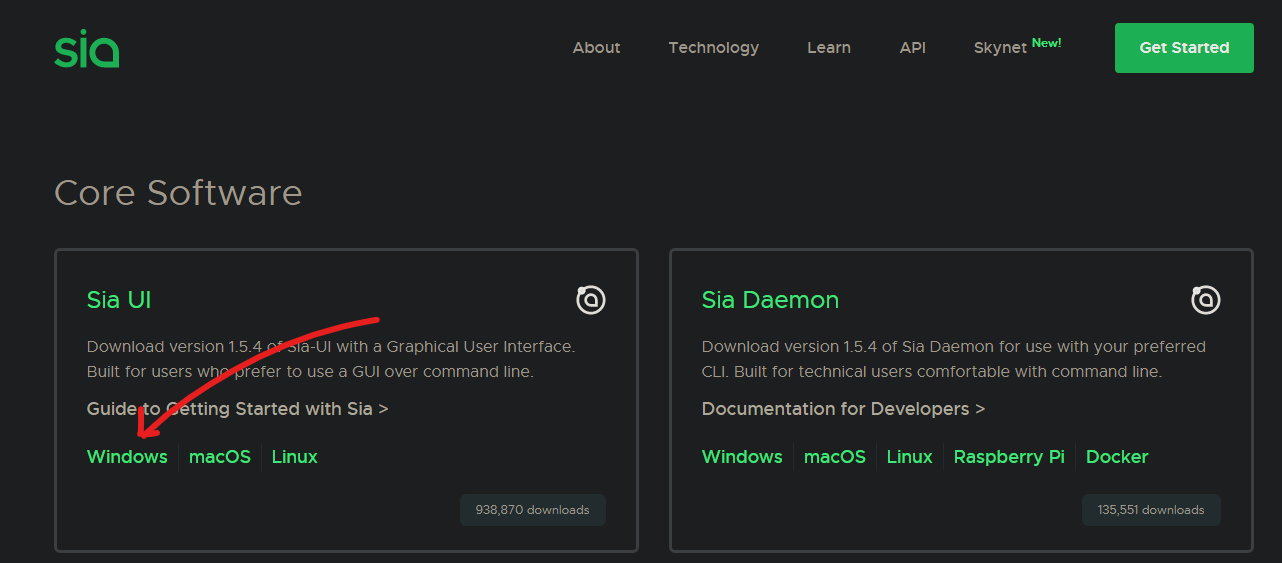 sia
About
Technology
Learn
API
Skynet New!
Get Started
Core Software
Sia UI
Download version 1.5.4 of Sia-UI with a Graphical User Interface.
Built for users who prefer to use a GUI over command line.
Guide to Getting Started with Sia >
Windows
macOS
Linux
938,870 downloads
Sia Daemon
Download version 1.5.4 of Sia Daemon for use with your preferred
CLI. Built for technical users comfortable with command line.
Documentation for Developers >
Windows
macOS
Linux
Raspberry Pi
Docker
135,551 downloads